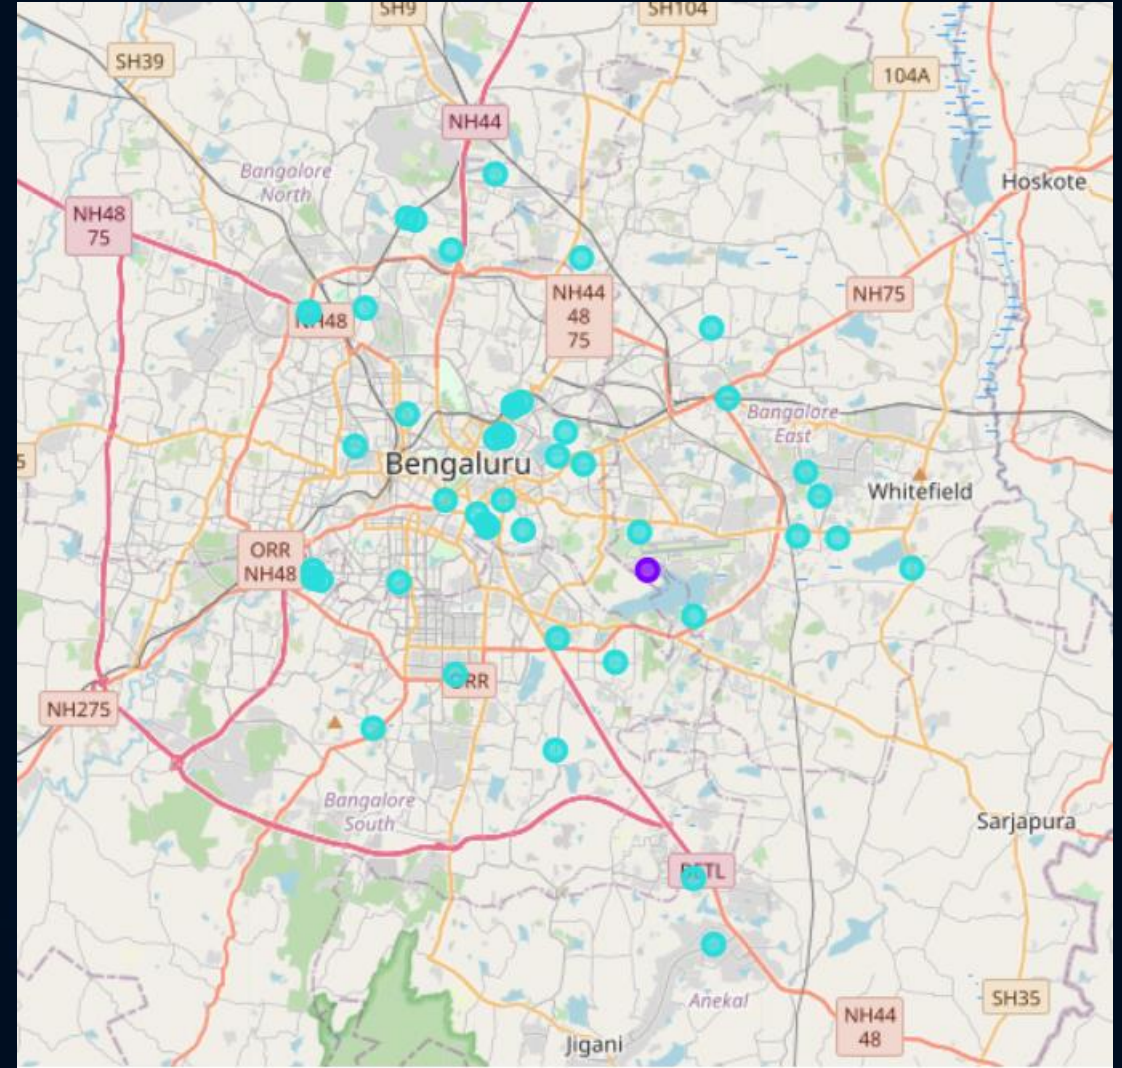 SH9
SH104
SH39
104A
NH44
Bangalore
North
Hoskote
NH48
75
NH75
NH44
48
75
NH48
Bangalore
East
5
Bengaluru
Whitefield
ORR
NH48
ORR
NH275
Bangalore
South
Sarjapura
Anekal
SH35
NH44
48
Jigani